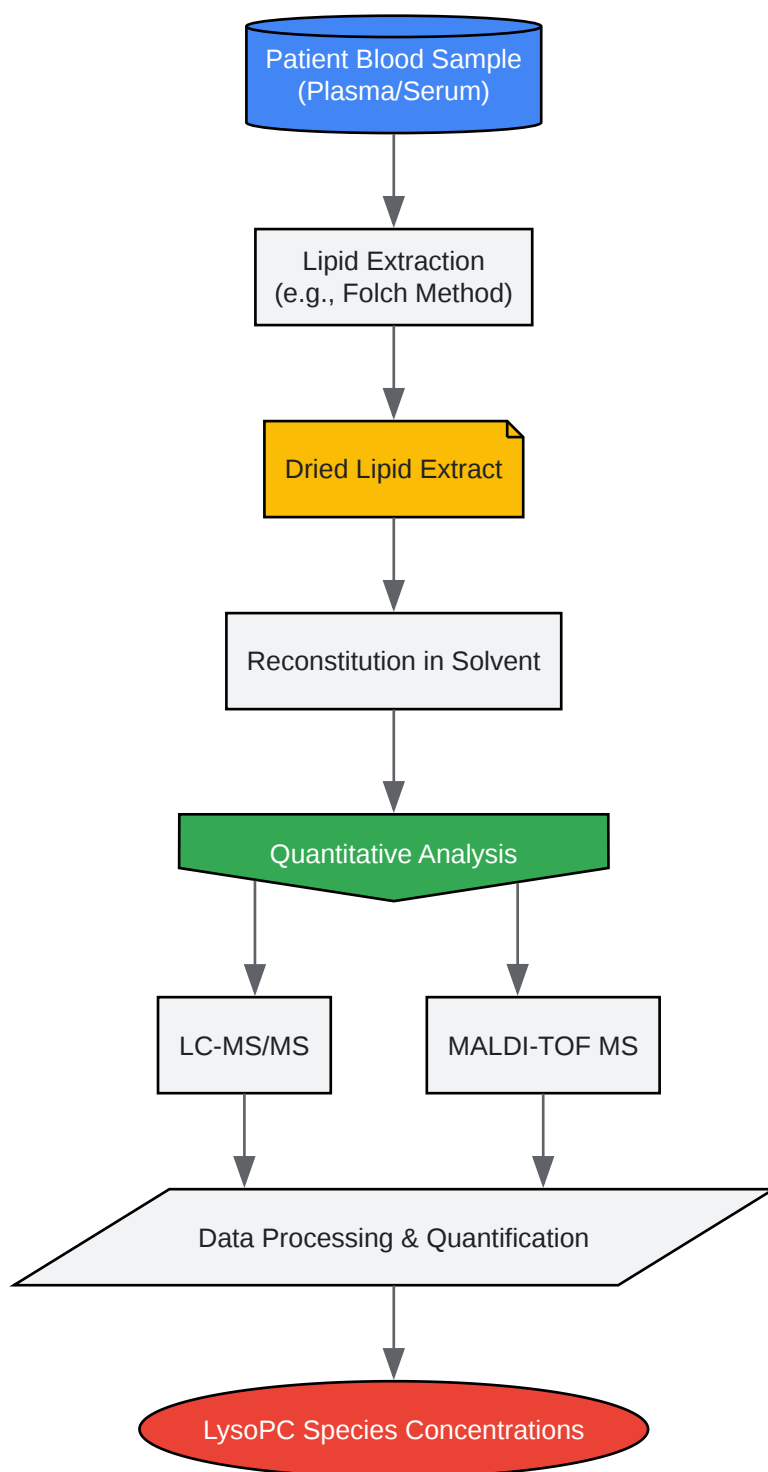 Patient Blood Sample
(Plasma/Serum)
Lipid Extraction
(e.g., Folch Method)
Dried Lipid Extract
Reconstitution in Solvent
Quantitative Analysis
LC-MS/MS
MALDI-TOF MS
Data Processing & Quantification
LysoPC Species Concentrations